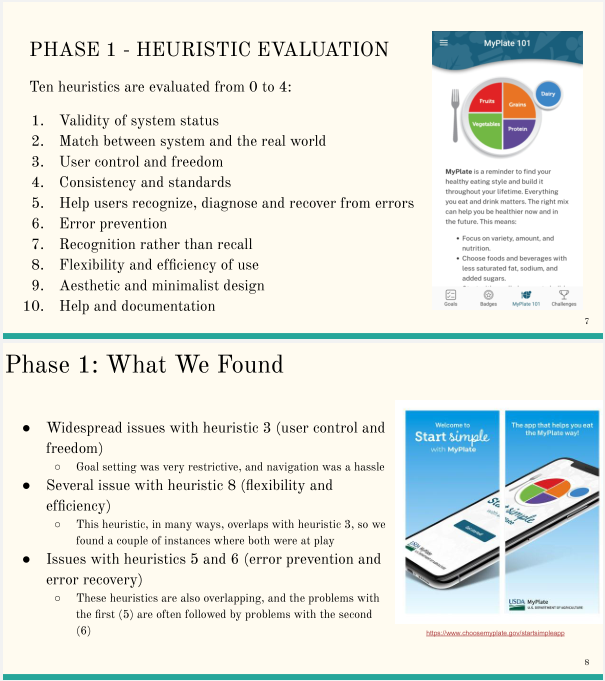 PHASE 1 - HEURISTIC EVALUATION
Ten heuristics are evaluated from 0 to 4:
1. Validity of system status
2. Match between system and the real world
3. User control and freedom
4. Consistency and standards
5. Help users recognize, diagnose and recover from errors
6. Error prevention
7. Recognition rather than recall
8. Flexibility and efficiency of use
9. Aesthetic and minimalist design
10. Help and documentation
MyPlate 101
Fruits
Grains
Dairy
Vegetables
Protein
MyPlate is a reminder to find your
healthy eating style and build it
throughout your lifetime. Everything
you eat and drink matters. The right mix
can help you be healthier now and in
the future. This means:
• Focus on variety, amount, and
nutrition.
• Choose foods and beverages with
less saturated fat, sodium, and
added sugars.
Goals
Badges
MyPlate 101
Challenges
7
Phase 1: What We Found
● Widespread issues with heuristic 3 (user control and
freedom)
○ Goal setting was very restrictive, and navigation was a hassle
● Several issue with heuristic 8 (flexibility and
efficiency)
○ This heuristic, in many ways, overlaps with heuristic 3, so we
found a couple of instances where both were at play
● Issues with heuristics 5 and 6 (error prevention and
error recovery)
○ These heuristics are also overlapping, and the problems with
the first (5) are often followed by problems with the second
(6)
Welcome to
Start simple
with MyPlate
The app that helps you eat
the MyPlate way!
USDA MyPlate
U.S. DEPARTMENT OF AGRICULTURE
https://www.choosemyplate.gov/startsimpleapp
8